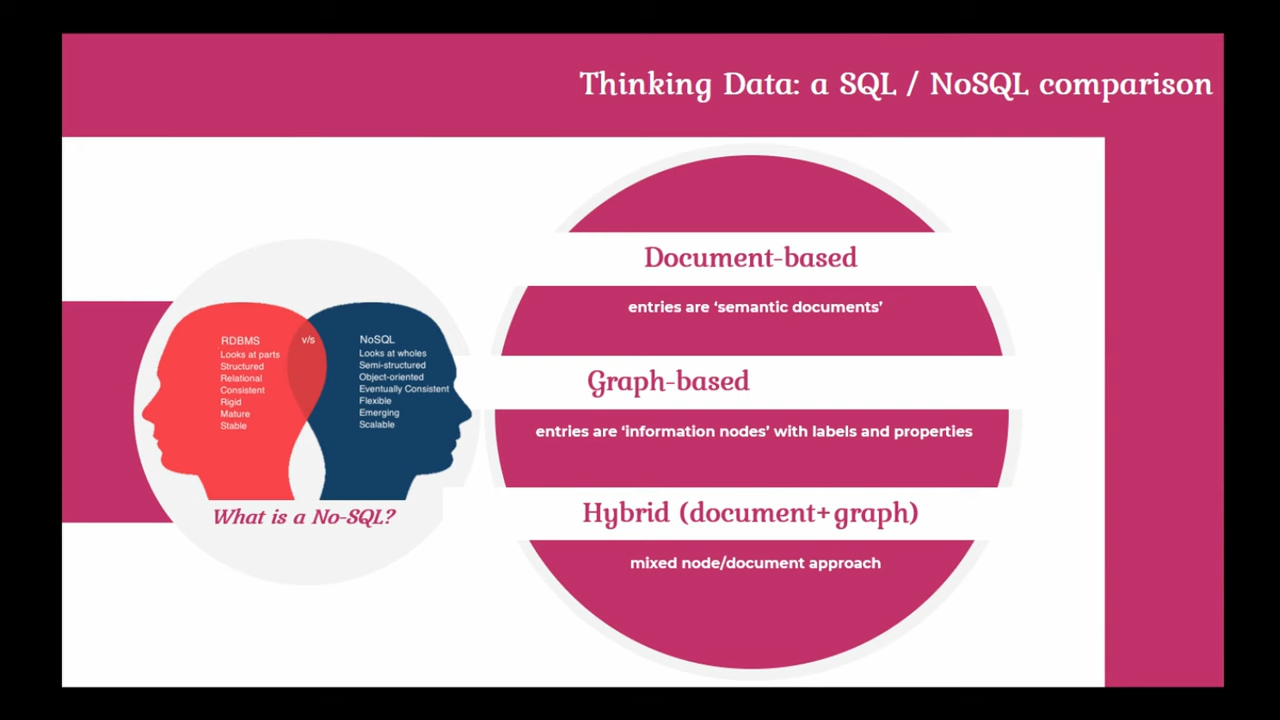 Thinking Data: a SQL / NoSQL comparison
RDBMS
Looks at parts
Structured
Relational
Consistent
Rigid
Mature
Stable
v/s
NoSQL
Looks at wholes
Semi-structured
Object-oriented
Eventually Consistent
Flexible
Emerging
Scalable
What is a No-SQL?
Document-based
entries are ‘semantic documents’
Graph-based
entries are ‘information nodes’ with labels and properties
Hybrid (document+graph)
mixed node/document approach